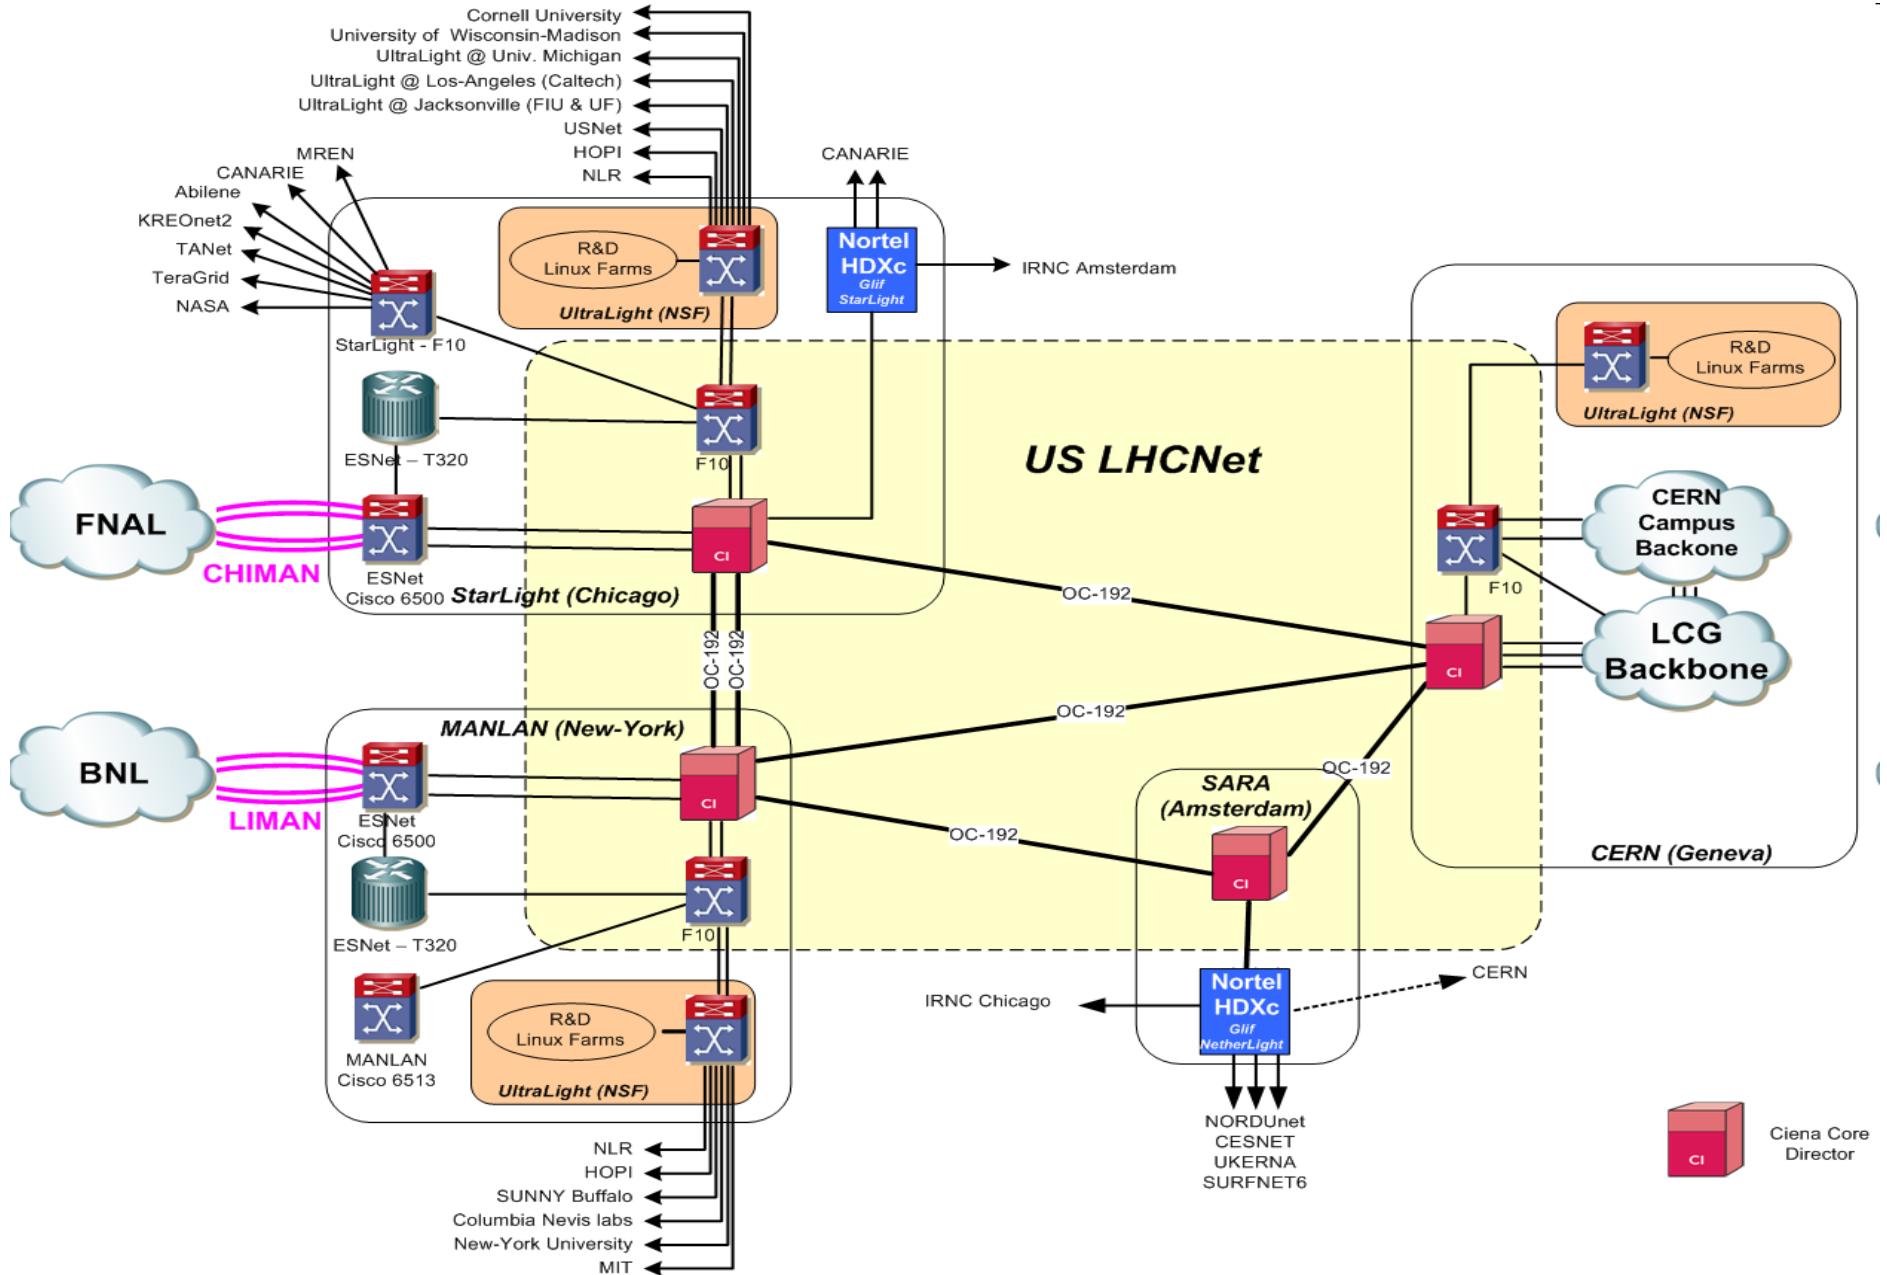 Cornell University
University of Wisconsin-Madison
UltraLight @ Univ. Michigan
UltraLight @ Los-Angeles (Caltech)
UltraLight @ Jacksonville (FIU & UF)
USNet
HOPI
NLR
MREN
CANARIE
Abilene
KREOnet2
TANet
TeraGrid
NASA
StarLight - F10
R&D
Linux Farms
UltraLight (NSF)
CANARIE
Nortel
HDXc
Glif
StarLight
IRNC Amsterdam
ESNet – T320
F10
FNAL
CHIMAN
ESNet
Cisco 6500
StarLight (Chicago)
CI
US LHCNet
R&D
Linux Farms
UltraLight (NSF)
CERN
Campus
Backone
F10
LCG
Backbone
CI
CERN (Geneva)
OC-192
OC-192
OC-192
OC-192
OC-192
OC-192
MANLAN (New-York)
BNL
LIMAN
ESNet
Cisco 6500
CI
ESNet – T320
F10
MANLAN
Cisco 6513
R&D
Linux Farms
UltraLight (NSF)
NLR
HOPI
SUNNY Buffalo
Columbia Nevis labs
New-York University
MIT
SARA
(Amsterdam)
CI
IRNC Chicago
Nortel
HDXc
Glif
NetherLight
CERN
NORDUnet
CESNET
UKERNA
SURFNET6
CI
Ciena Core
Director